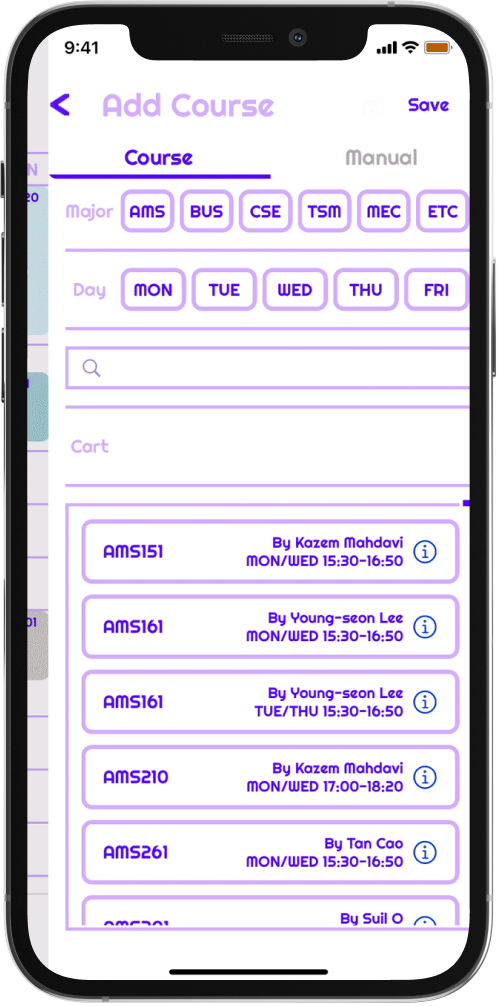 9:41
Add Course
Save
Course
Manual
N
20
Major AMS BUS CSE TSM MEC ETC
Day MON TUE WED THU FRI
Cart
AMS151
By Kazem Mahdavi
MON/WED 15:30-16:50
AMS161
By Young-seon Lee
MON/WED 15:30-16:50
AMS161
By Young-seon Lee
TUE/THU 15:30-16:50
01
AMS210
By Kazem Mahdavi
MON/WED 17:00-18:20
AMS261
By Tan Cao
MON/WED 15:30-16:50
By Suil O